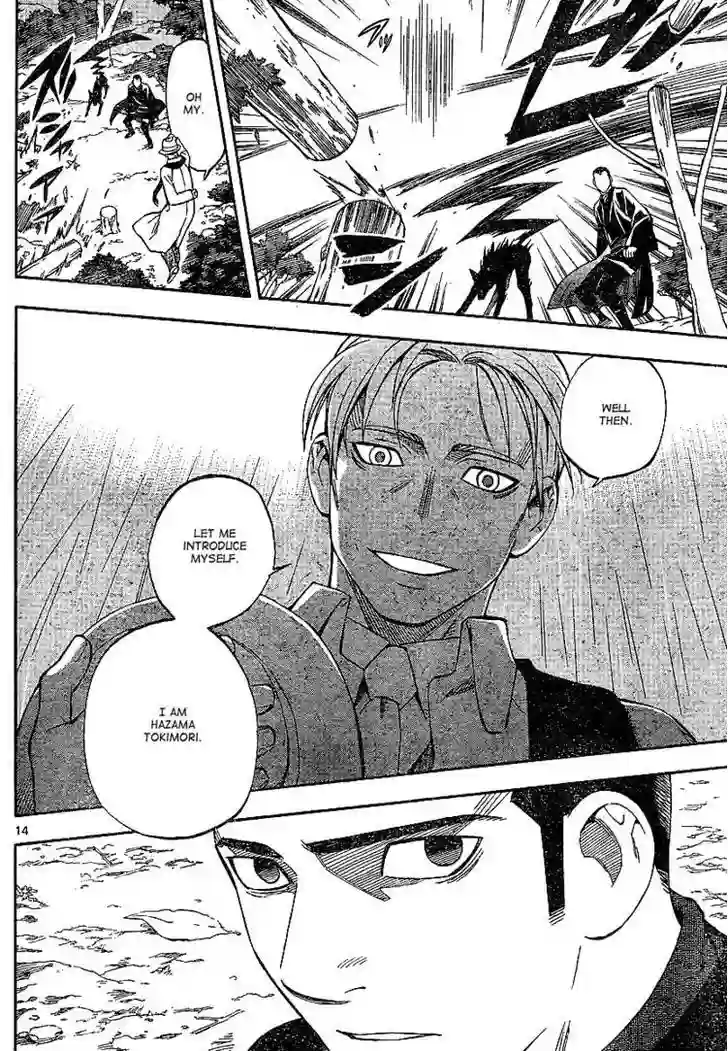 OH
MY.
WELL
THEN.
LET ME
INTRODUCE
MYSELF.
I AM
HAZAMA
TOKIMORI.
14